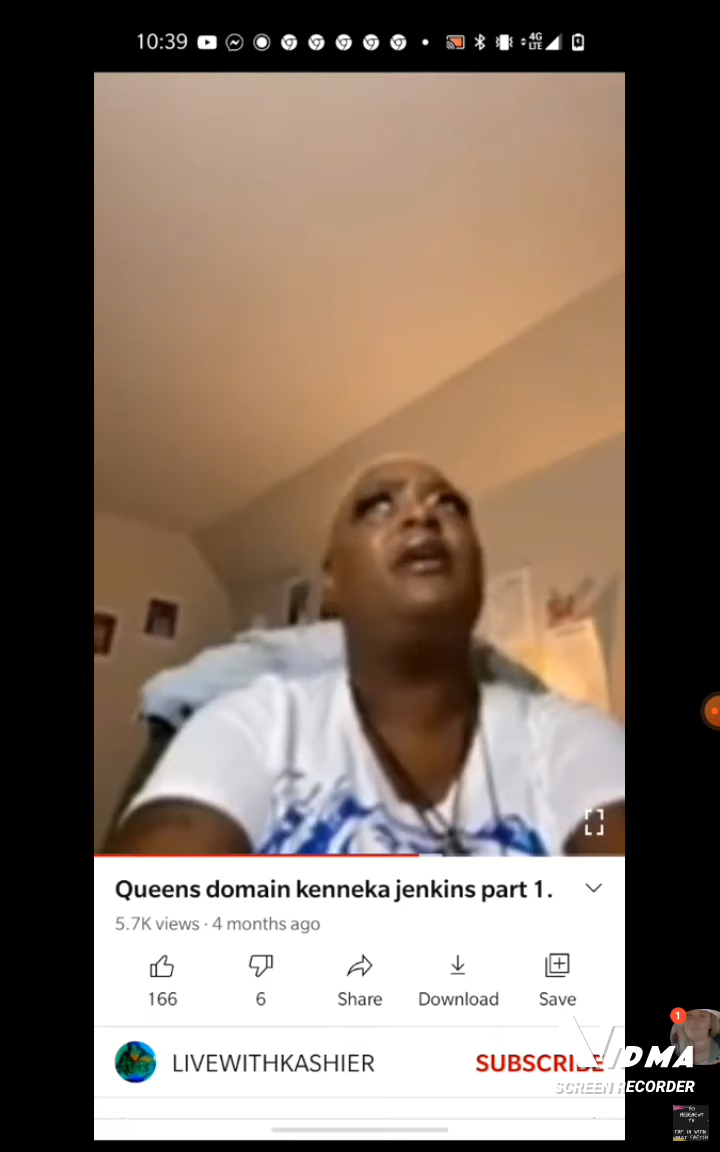 10:39
4G
LTE
Queens domain kenneka jenkins part 1.
5.7K views · 4 months ago
166
6
Share
Download
Save
LIVEWITHKASHIER
SUBSCRIBE
1
VIDMA
SCREEN RECORDER